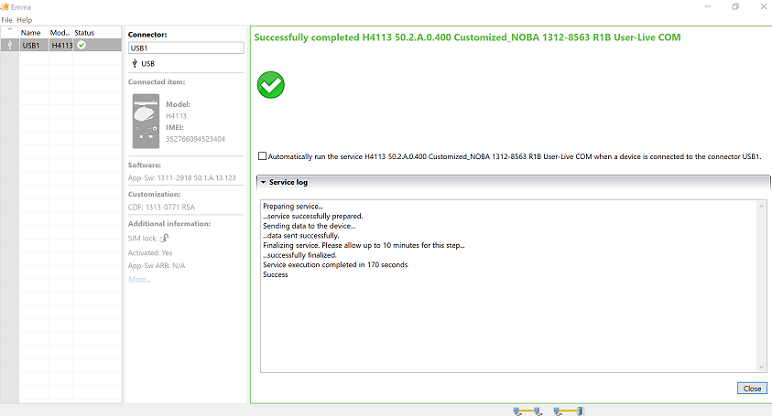 Emma
File Help
Name Mod... Status
USB1 H4113
Connector:
USB1
USB
Connected item:
Model:
H4113
IMEI:
352766094523404
Software:
App-Sw: 1311-2918 50.1.A.13.123
Customization:
CDF: 1313-0771 R5A
Additional information:
SIM lock:
Activated: Yes
App-Sw ARB: N/A
More...
Successfully completed H4113 50.2.A.0.400 Customized_NOBA 1312-8563 R1B User-Live COM
Automatically run the service H4113 50.2.A.0.400 Customized_NOBA 1312-8563 R1B User-Live COM when a device is connected to the connector USB1.
Service log
Preparing service...
...service successfully prepared.
Sending data to the device...
...data sent successfully.
Finalizing service. Please allow up to 10 minutes for this step...
...successfully finalized.
Service execution completed in 170 seconds
Success
Close